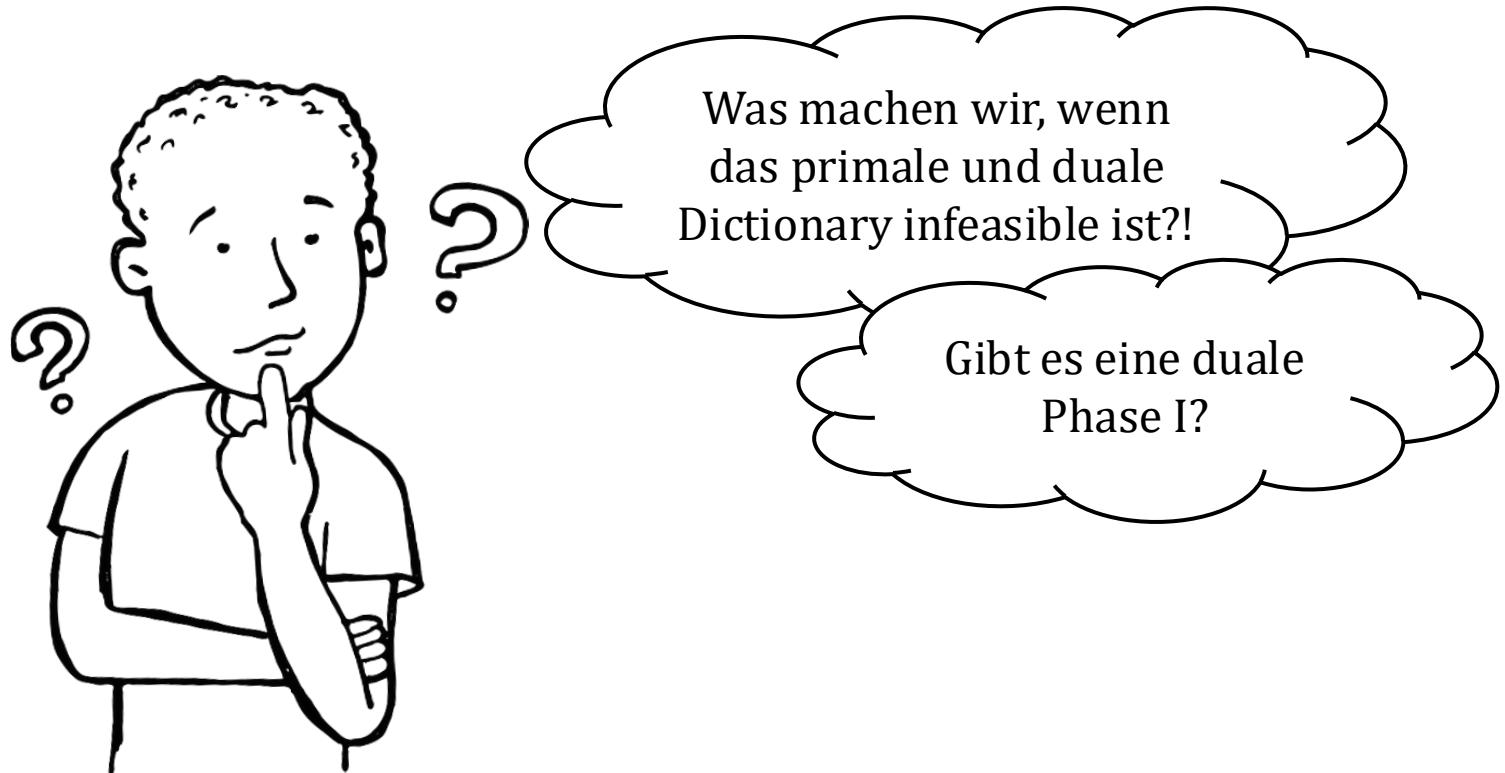 Was machen wir, wenn
das primale und duale
Dictionary infeasible ist?!
Gibt es eine duale
Phase I?
? 
?